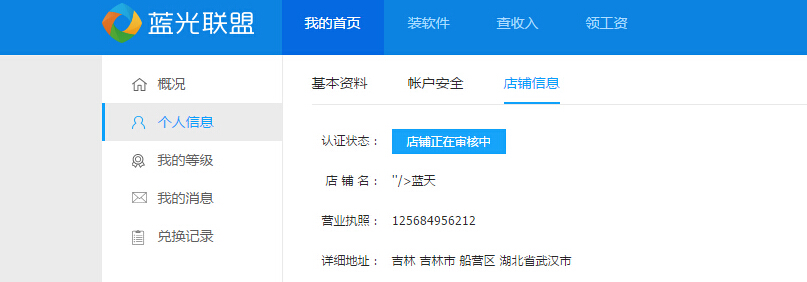 蓝光联盟 我的首页 装软件 查收入 领工资
概况
个人信息
我的等级
我的消息
兑换记录
基本资料 帐户安全 店铺信息
认证状态： 店铺正在审核中
店 铺 名： "/>蓝天
营业执照： 125684956212
详细地址： 吉林 吉林市 船营区 湖北省武汉市